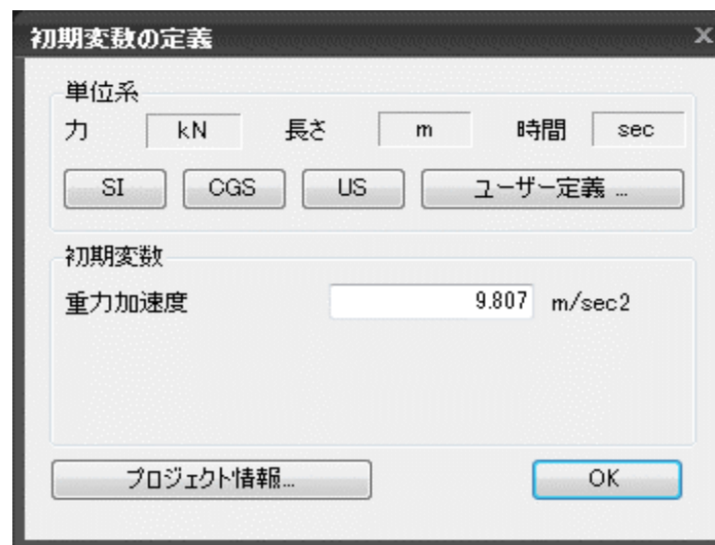 初期変数の定義 x
単位系
力 kN 長さ m 時間 sec
SI CGS US ユーザー定義 ...
初期変数
重力加速度 9.807 m/sec2
プロジェクト情報... OK